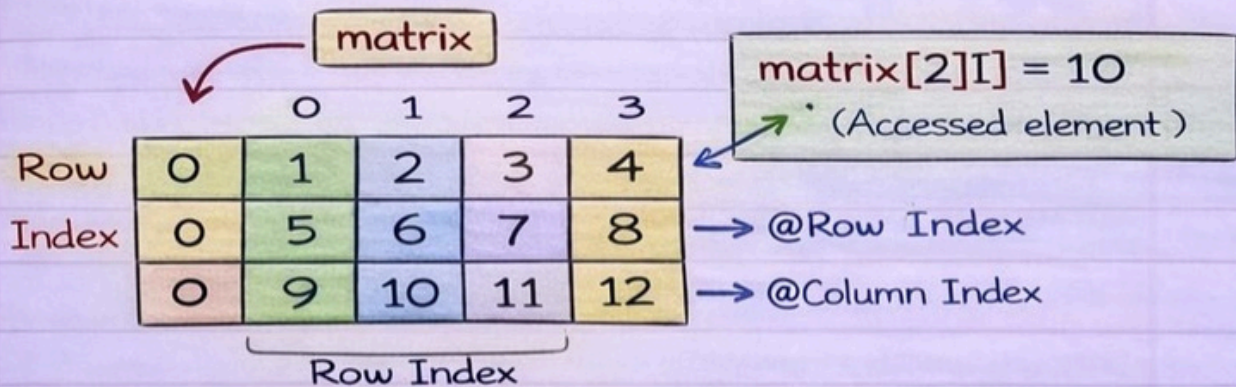 matrix
matrix[2]I] = 10
(Accessed element)
0 1 2 3
Row 0 1 2 3 4
Index 0 5 6 7 8 → @Row Index
0 9 10 11 12 → @Column Index
Row Index